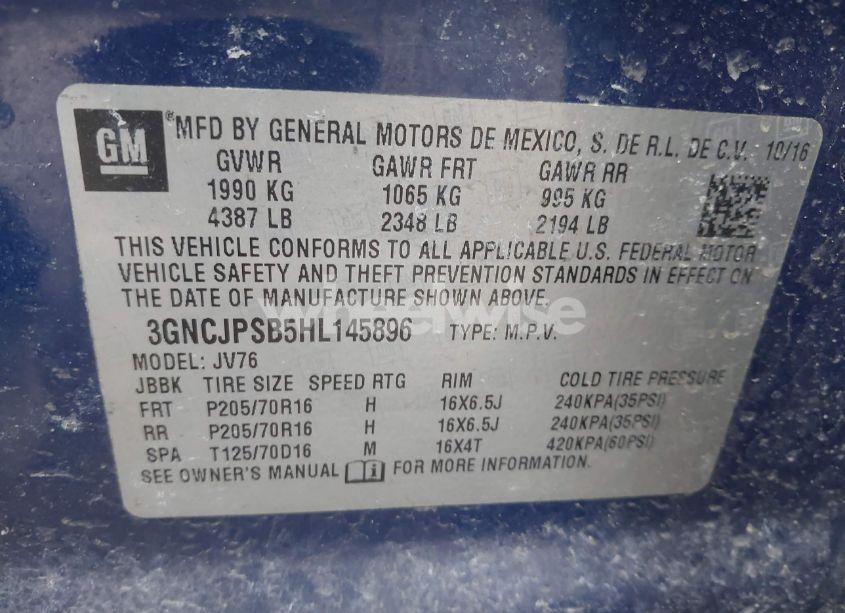 GM
®MFD BY GENERAL MOTORS DE MEXICO, S. DE R.L. DE C.V. 10/16
GVWR GAWR FRT GAWR RR
1990 KG 1065 KG 995 KG
4387 LB 2348 LB 2194 LB
THIS VEHICLE CONFORMS TO ALL APPLICABLE U.S. FEDERAL MOTOR
VEHICLE SAFETY AND THEFT PREVENTION STANDARDS IN EFFECT ON
THE DATE OF MANUFACTURE SHOWN ABOVE.
wheelwise
3GNCJPSB5HL145896 TYPE: M.P.V.
MODEL: JV76
JBBK TIRE SIZE SPEED RTG RIM COLD TIRE PRESSURE
FRT P205/70R16 H 16X6.5J 240KPA(35PSI)
RR P205/70R16 H 16X6.5J 240KPA(35PSI)
SPA T125/70D16 M 16X4T 420KPA(60PSI)
SEE OWNER'S MANUAL FOR MORE INFORMATION.